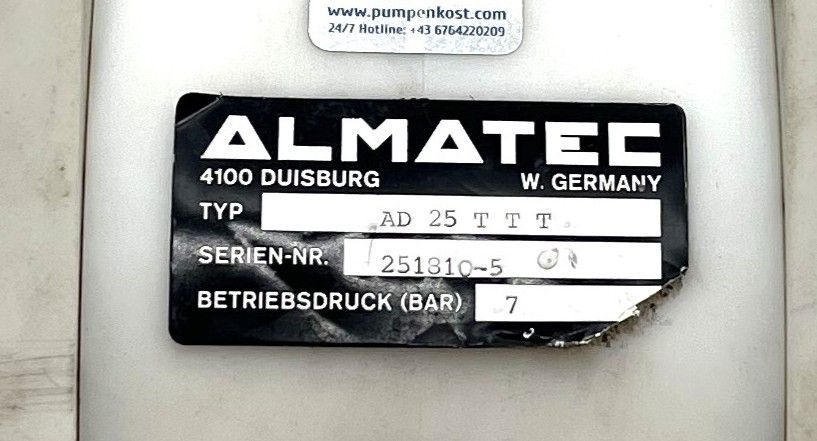 www.pumpenkost.com
24/7 Hotline: +43 6764220209
ALMATEC
4100 DUISBURG W. GERMANY
TYP AD 25 T T T
SERIEN-NR. 251810-5
BETRIEBSDRUCK (BAR) 7